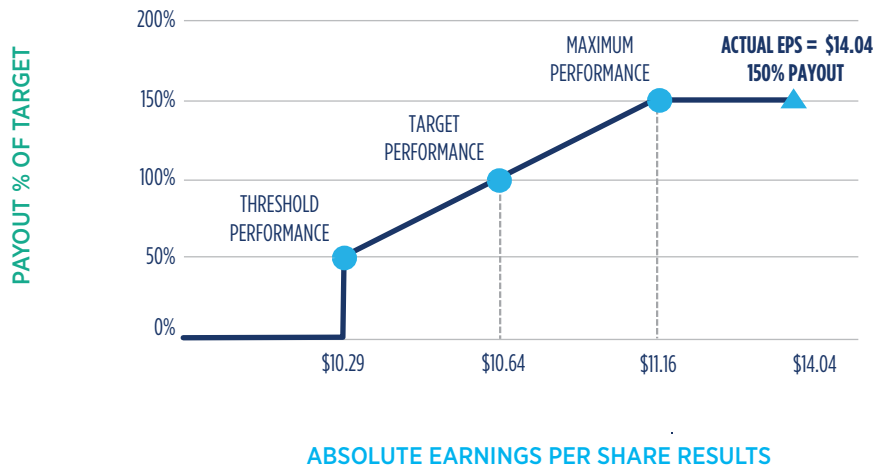 200%
MAXIMUM
PERFORMANCE
ACTUAL EPS = $14.04
150% PAYOUT
150%
TARGET
PERFORMANCE
100%
THRESHOLD
PERFORMANCE
50%
0%
$10.29
$10.64
$11.16
$14.04
PAYOUT % OF TARGET
ABSOLUTE EARNINGS PER SHARE RESULTS